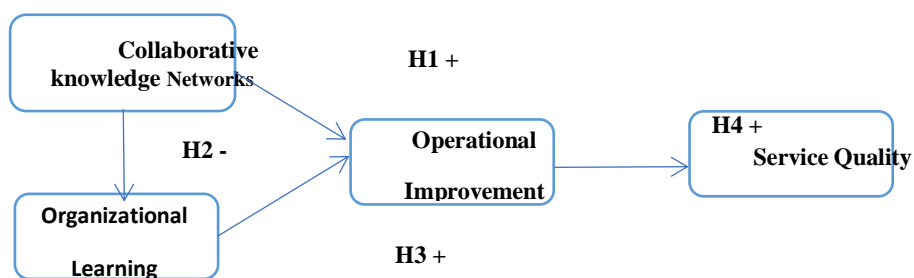 Collaborative
knowledge Networks
H1 +
H2 -
Organizational
Learning
Operational
Improvement
H3 +
H4 +
Service Quality